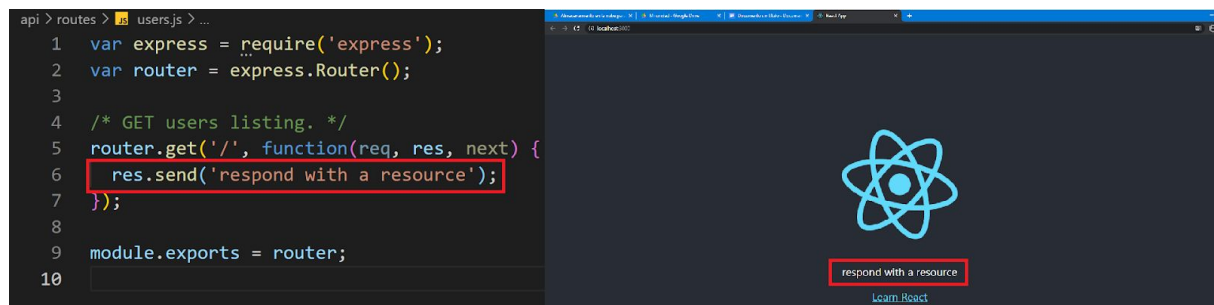 api > routes > JS users.js > ...
1 var express = require('express');
2 var router = express.Router();
3
4 /* GET users listing. */
5 router.get('/', function(req, res, next) {
6 res.send('respond with a resource');
7 });
8
9 module.exports = router;
10
React App
localhost:3000
respond with a resource
Learn React